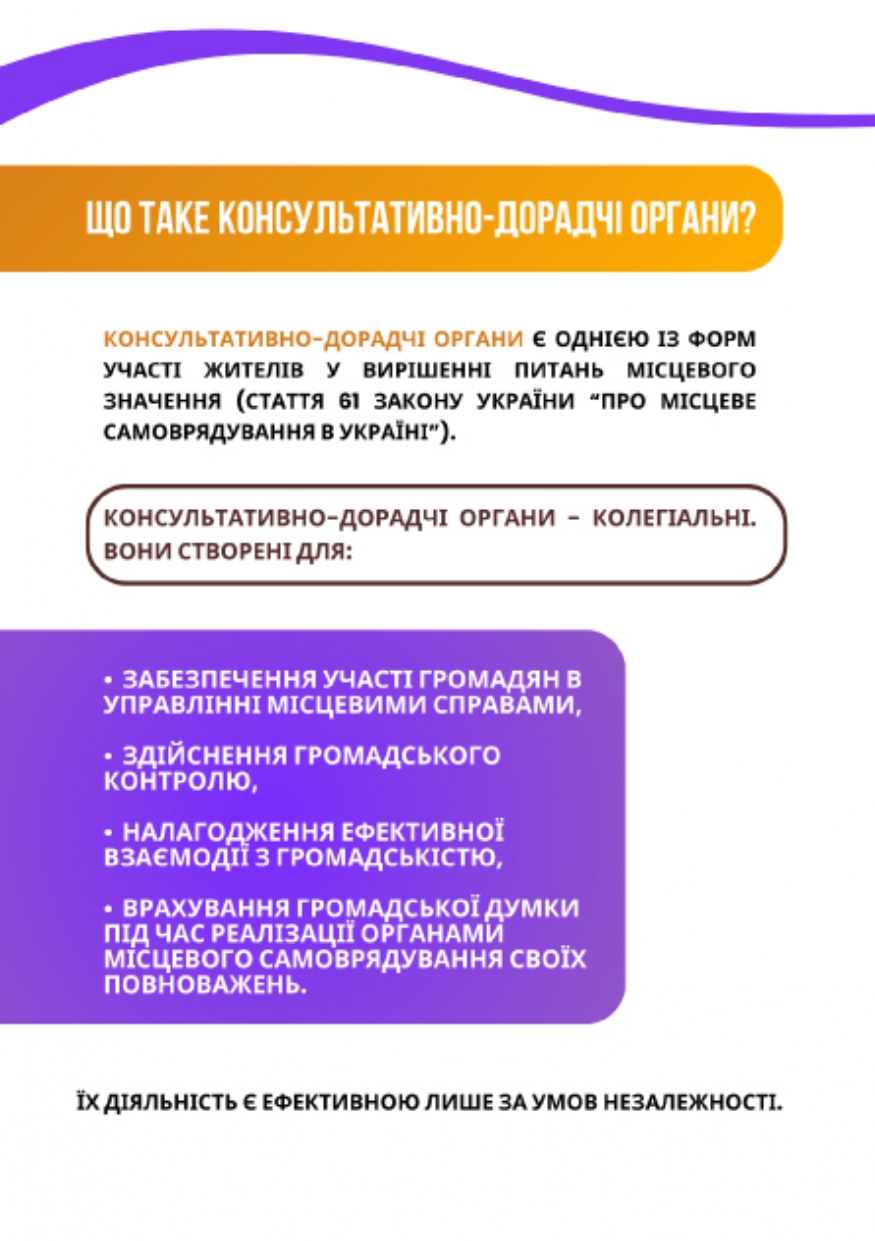 ЩО ТАКЕ КОНСУЛЬТАТИВНО-ДОРАДЧІ ОРГАНИ?
КОНСУЛЬТАТИВНО-ДОРАДЧІ ОРГАНИ Є ОДНІЄЮ ІЗ ФОРМ
УЧАСТІ ЖИТЕЛІВ У ВИРІШЕННІ ПИТАНЬ МІСЦЕВОГО
ЗНАЧЕННЯ (СТАТТЯ 61 ЗАКОНУ УКРАЇНИ “ПРО МІСЦЕВЕ
САМОВРЯДУВАННЯ В УКРАЇНІ”).
КОНСУЛЬТАТИВНО-ДОРАДЧІ ОРГАНИ – КОЛЕГІАЛЬНІ.
ВОНИ СТВОРЕНІ ДЛЯ:
• ЗАБЕЗПЕЧЕННЯ УЧАСТІ ГРОМАДЯН В
УПРАВЛІННІ МІСЦЕВИМИ СПРАВАМИ,
• ЗДІЙСНЕННЯ ГРОМАДСЬКОГО
КОНТРОЛЮ,
• НАЛАГОДЖЕННЯ ЕФЕКТИВНОЇ
ВЗАЄМОДІЇ З ГРОМАДСЬКІСТЮ,
• ВРАХУВАННЯ ГРОМАДСЬКОЇ ДУМКИ
ПІД ЧАС РЕАЛІЗАЦІЇ ОРГАНАМИ
МІСЦЕВОГО САМОВРЯДУВАННЯ СВОЇХ
ПОВНОВАЖЕНЬ.
ЇХ ДІЯЛЬНІСТЬ Є ЕФЕКТИВНОЮ ЛИШЕ ЗА УМОВ НЕЗАЛЕЖНОСТІ.